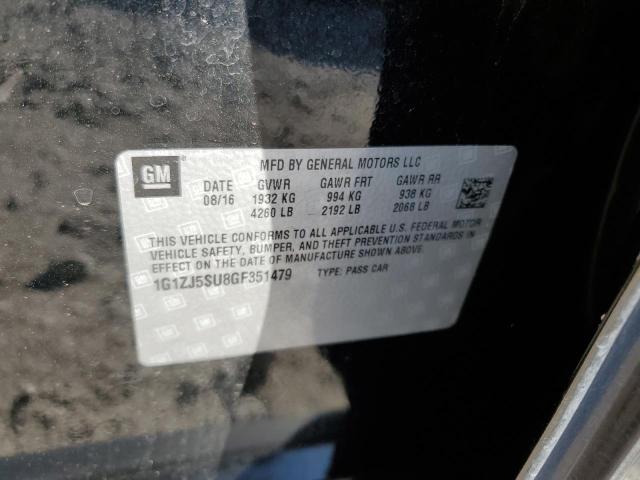 GM
MFD BY GENERAL MOTORS LLC
DATE GVWR GAWR FRT GAWR RR
08/16 1932 KG 994 KG 938 KG
4260 LB 2192 LB 2068 LB
THIS VEHICLE CONFORMS TO ALL APPLICABLE U.S. FEDERAL MOTOR
VEHICLE SAFETY, BUMPER, AND THEFT PREVENTION STANDARDS IN
EFFECT ON THE DATE OF MANUFACTURE SHOWN ABOVE.
1G1ZJ5SU8GF351479 TYPE: PASS CAR